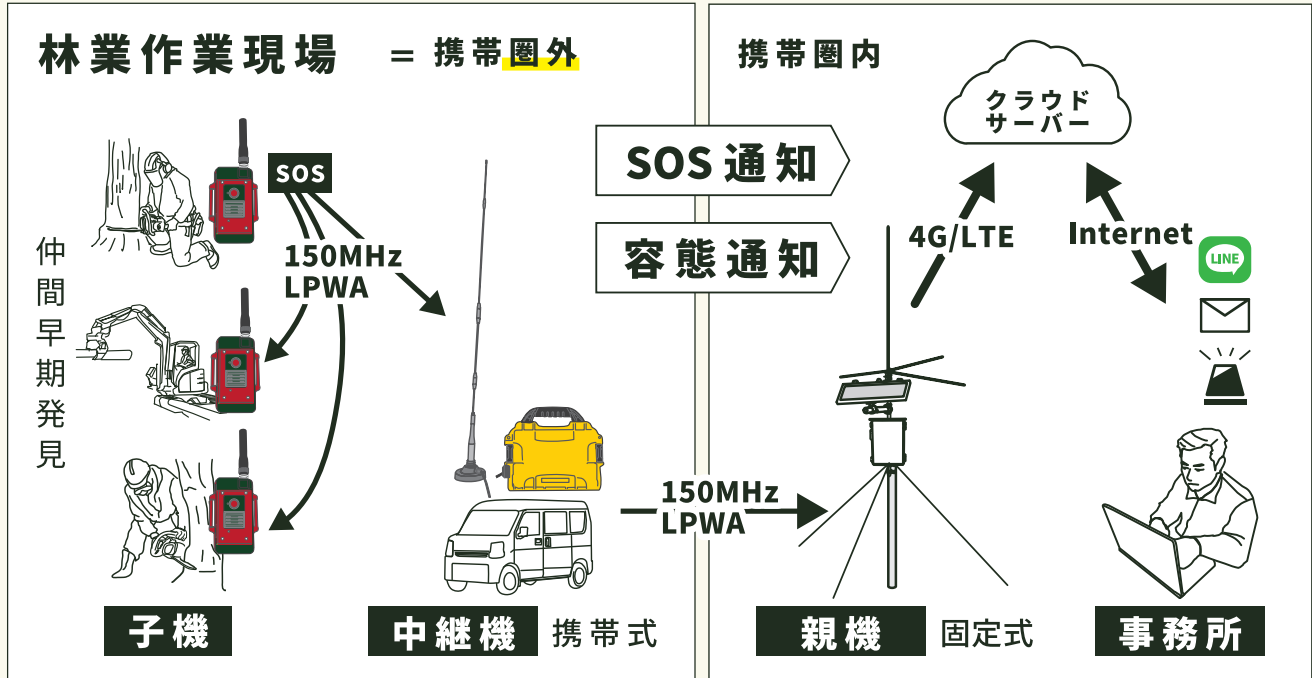 林業作業現場 = 携帯圏外
SOS
150MHz
LPWA
仲間早期発見
子機
中継機 携帯式
SOS通知
容態通知
150MHz
LPWA
携帯圏内
クラウド
サーバー
4G/LTE
Internet
LINE
親機 固定式
事務所